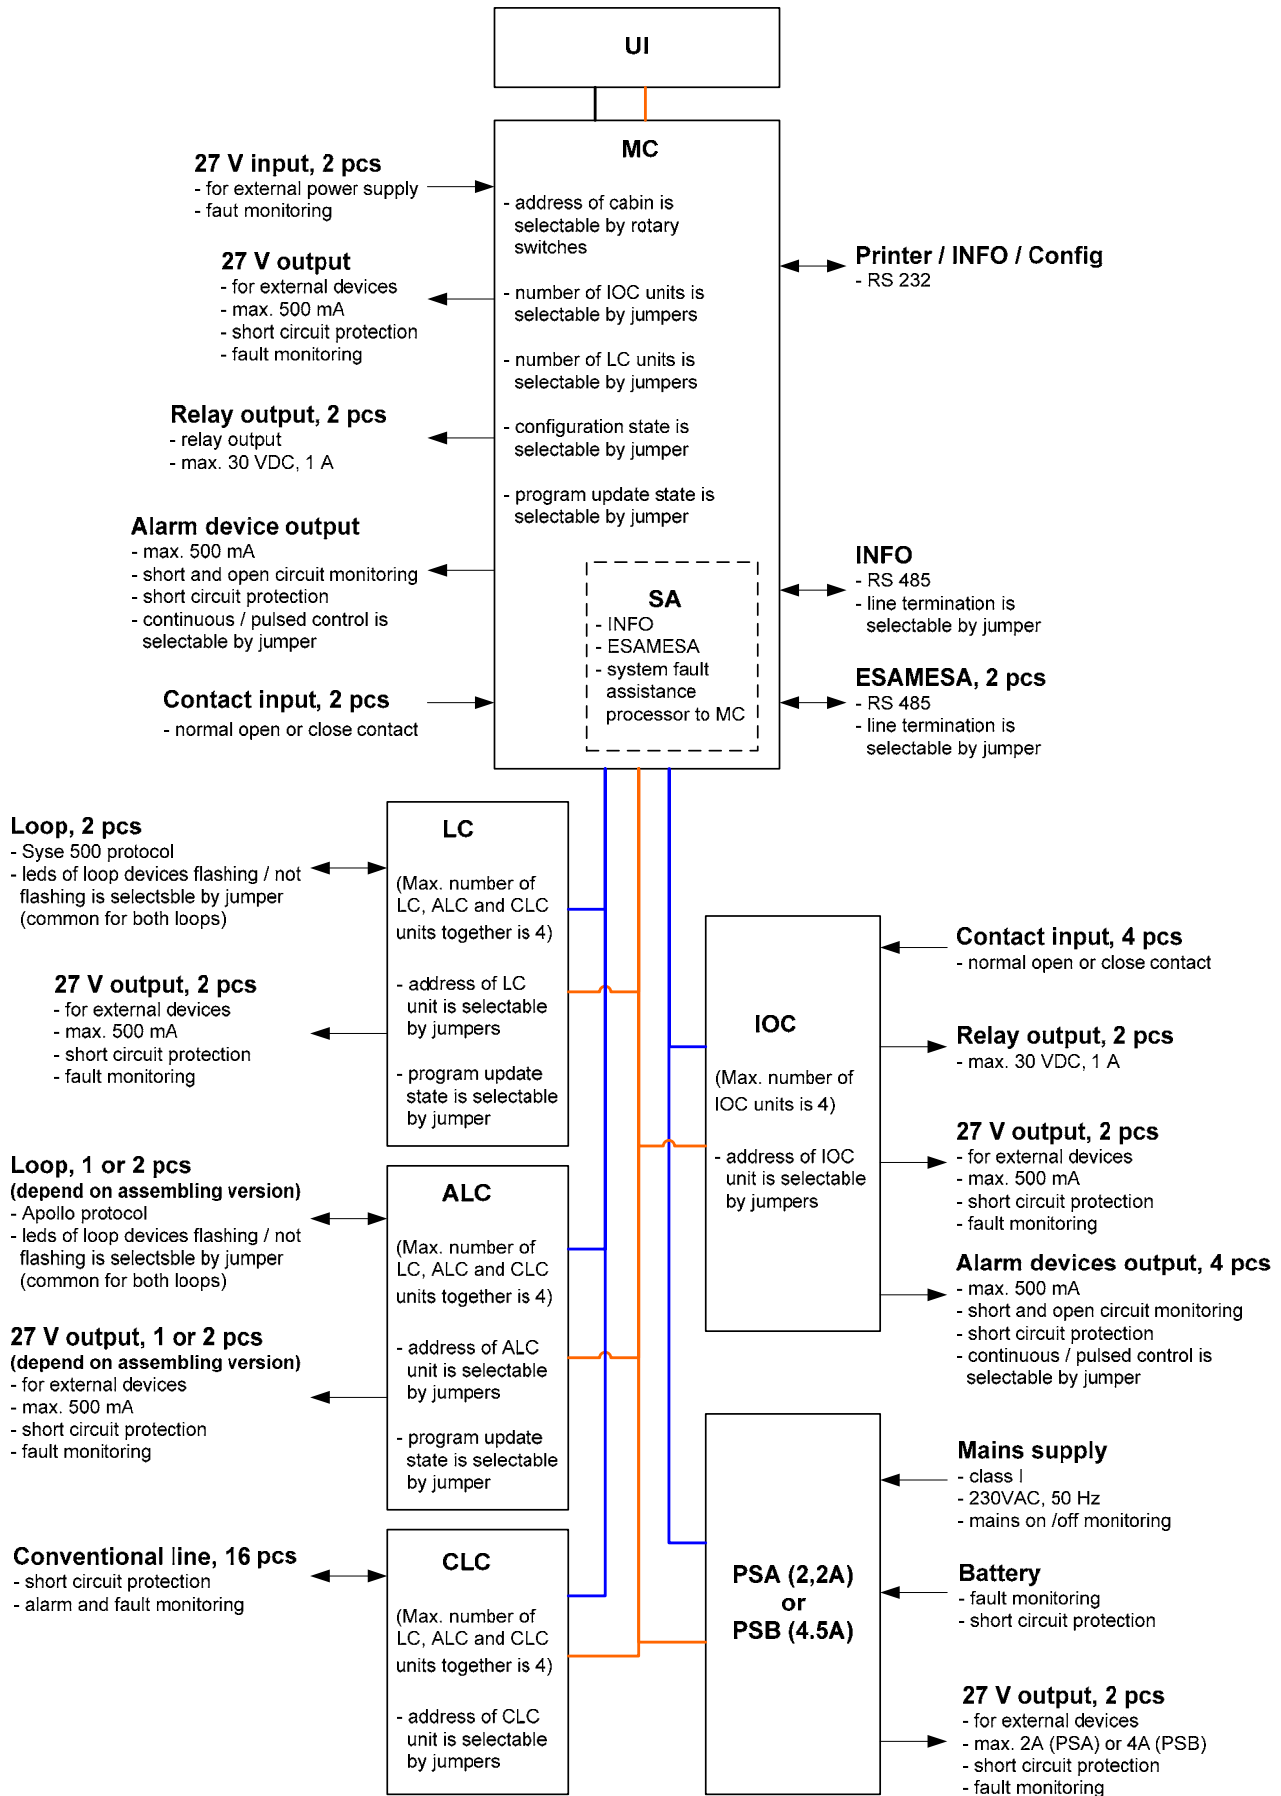 UI
MC
- address of cabin is
selectable by rotary
switches
- number of IOC units is
selectable by jumpers
- number of LC units is
selectable by jumpers
- configuration state is
selectable by jumper
- program update state is
selectable by jumper
SA
- INFO
- ESAMESA
- system fault
assistance
processor to MC
27 V input, 2 pcs
- for external power supply
- faut monitoring
27 V output
- for external devices
- max. 500 mA
- short circuit protection
- fault monitoring
Relay output, 2 pcs
- relay output
- max. 30 VDC, 1 A
Alarm device output
- max. 500 mA
- short and open circuit monitoring
- short circuit protection
- continuous / pulsed control is
selectable by jumper
Contact input, 2 pcs
- normal open or close contact
Printer / INFO / Config
- RS 232
INFO
- RS 485
- line termination is
selectable by jumper
ESAMESA, 2 pcs
- RS 485
- line termination is
selectable by jumper
Loop, 2 pcs
- Syse 500 protocol
- leds of loop devices flashing / not
flashing is selectsble by jumper
(common for both loops)
27 V output, 2 pcs
- for external devices
- max. 500 mA
- short circuit protection
- fault monitoring
LC
(Max. number of
LC, ALC and CLC
units together is 4)
- address of LC
unit is selectable
by jumpers
- program update
state is selectable
by jumper
Loop, 1 or 2 pcs
(depend on assembling version)
- Apollo protocol
- leds of loop devices flashing / not
flashing is selectsble by jumper
(common for both loops)
27 V output, 1 or 2 pcs
(depend on assembling version)
- for external devices
- max. 500 mA
- short circuit protection
- fault monitoring
ALC
(Max. number of
LC, ALC and CLC
units together is 4)
- address of ALC
unit is selectable
by jumpers
- program update
state is selectable
by jumper
Conventional line, 16 pcs
- short circuit protection
- alarm and fault monitoring
CLC
(Max. number of
LC, ALC and CLC
units together is 4)
- address of CLC
unit is selectable
by jumpers
IOC
(Max. number of
IOC units is 4)
- address of IOC
unit is selectable
by jumpers
Contact input, 4 pcs
- normal open or close contact
Relay output, 2 pcs
- max. 30 VDC, 1 A
27 V output, 2 pcs
- for external devices
- max. 500 mA
- short circuit protection
- fault monitoring
Alarm devices output, 4 pcs
- max. 500 mA
- short and open circuit monitoring
- short circuit protection
- continuous / pulsed control is
selectable by jumper
PSA (2,2A)
or
PSB (4.5A)
Mains supply
- class I
- 230VAC, 50 Hz
- mains on /off monitoring
Battery
- fault monitoring
- short circuit protection
27 V output, 2 pcs
- for external devices
- max. 2A (PSA) or 4A (PSB)
- short circuit protection
- fault monitoring